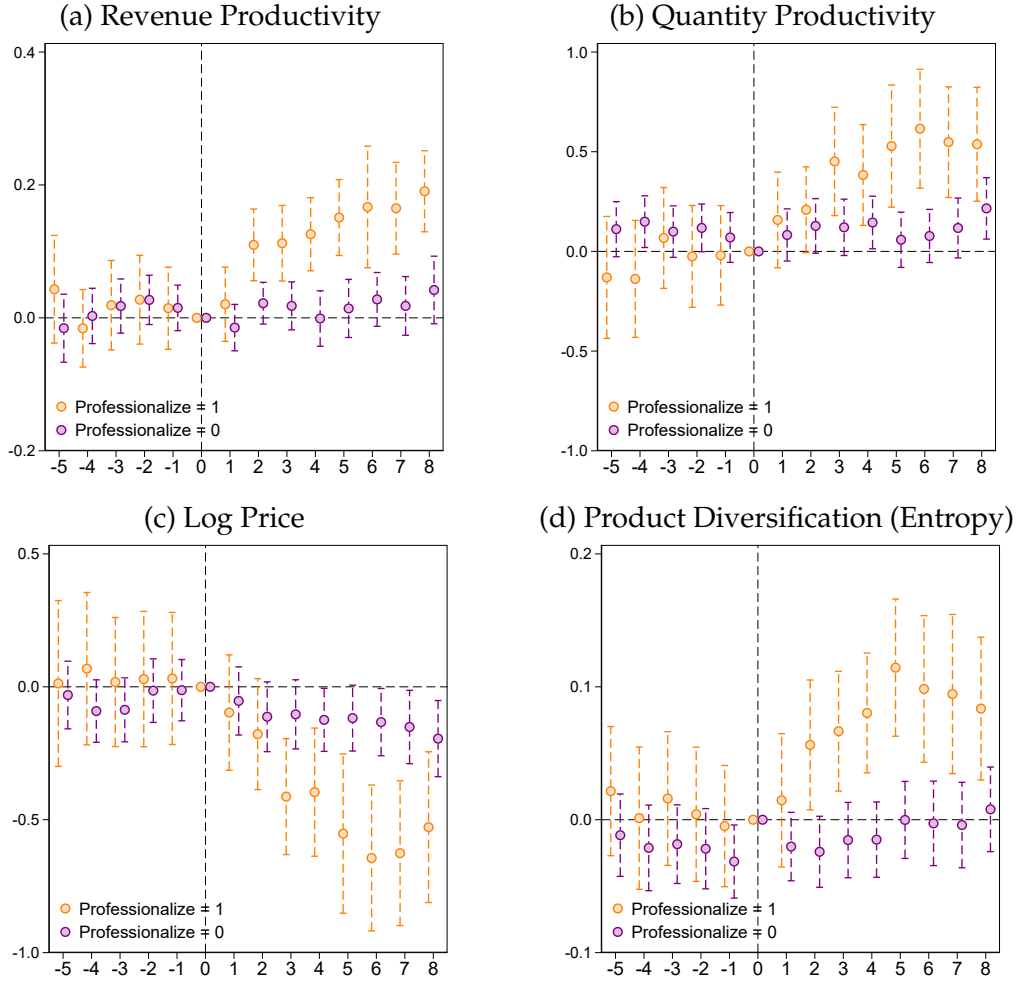 (a) Revenue Productivity
0.4
0.2
0.0
-0.2
Professionalize = 1
Professionalize = 0
-5 -4 -3 -2 -1 0 1 2 3 4 5 6 7 8
(b) Quantity Productivity
1.0
0.5
0.0
-0.5
-1.0
Professionalize = 1
Professionalize = 0
-5 -4 -3 -2 -1 0 1 2 3 4 5 6 7 8
(c) Log Price
0.5
0.0
-0.5
-1.0
Professionalize = 1
Professionalize = 0
-5 -4 -3 -2 -1 0 1 2 3 4 5 6 7 8
(d) Product Diversification (Entropy)
0.2
0.1
0.0
-0.1
Professionalize = 1
Professionalize = 0
-5 -4 -3 -2 -1 0 1 2 3 4 5 6 7 8